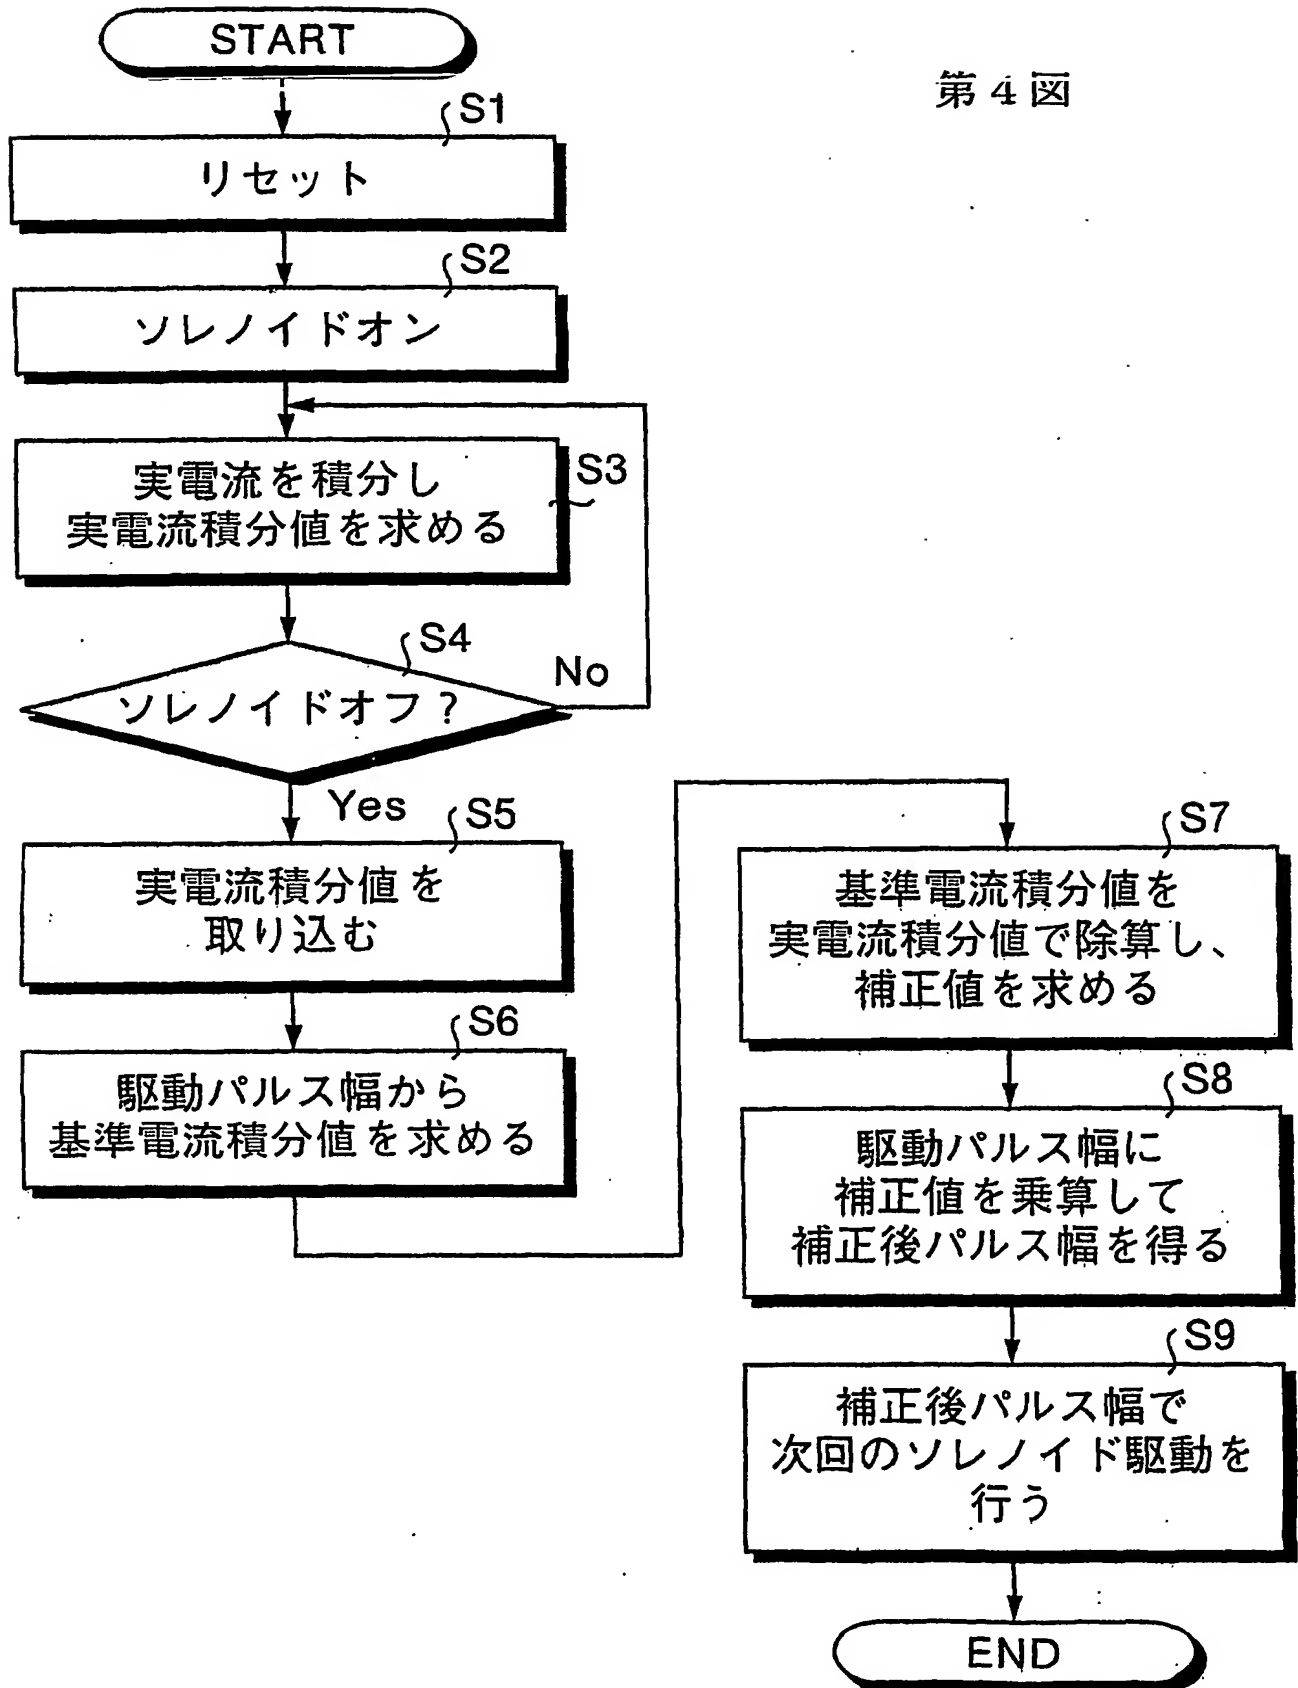 START
第4図
S1
リセット
S2
ソレノイドオン
S3
実電流を積分し
実電流積分値を求める
S4
ソレノイドオフ?
No
Yes
S5
実電流積分値を
取り込む
S6
駆動パルス幅から
基準電流積分値を求める
S7
基準電流積分値を
実電流積分値で除算し、
補正値を求める
S8
駆動パルス幅に
補正値を乗算して
補正後パルス幅を得る
S9
補正後パルス幅で
次回のソレノイド駆動を
行う
END